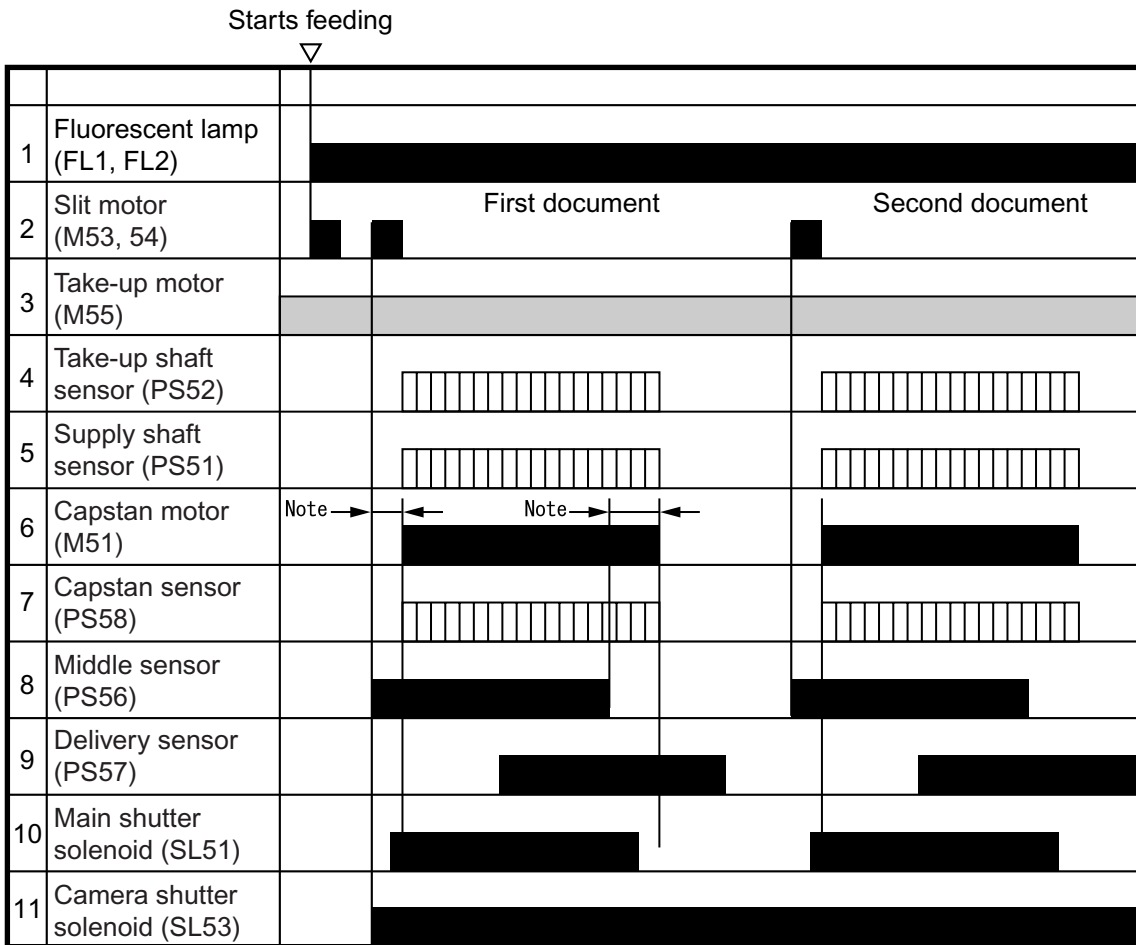 Starts feeding
1
Fluorescent lamp
(FL1, FL2)
2
Slit motor
(M53, 54)
First document
Second document
3
Take-up motor
(M55)
4
Take-up shaft
sensor (PS52)
5
Supply shaft
sensor (PS51)
6
Capstan motor
(M51)
Note
Note
7
Capstan sensor
(PS58)
8
Middle sensor
(PS56)
9
Delivery sensor
(PS57)
10
Main shutter
solenoid (SL51)
11
Camera shutter
solenoid (SL53)